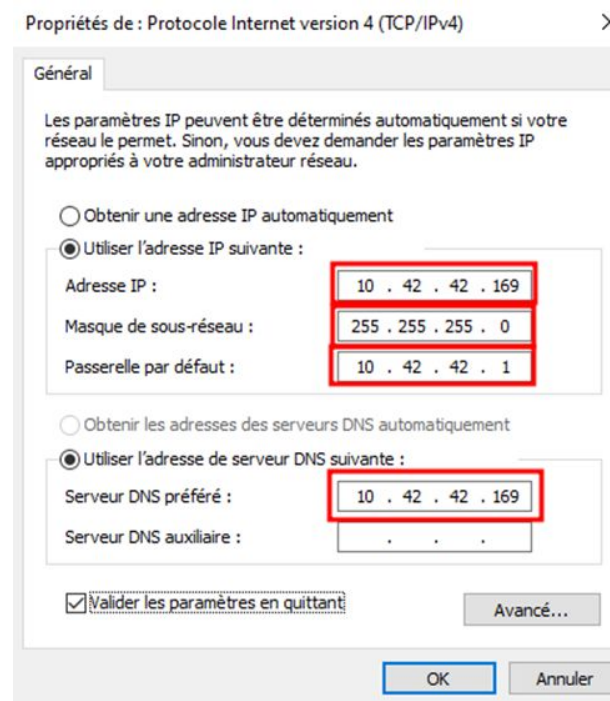 Propriétés de : Protocole Internet version 4 (TCP/IPv4)
Général
Les paramètres IP peuvent être déterminés automatiquement si votre
réseau le permet. Sinon, vous devez demander les paramètres IP
appropriés à votre administrateur réseau.
Obtenir une adresse IP automatiquement
Utiliser l'adresse IP suivante :
Adresse IP : 10 . 42 . 42 . 169
Masque de sous-réseau : 255 . 255 . 255 . 0
Passerelle par défaut : 10 . 42 . 42 . 1
Obtenir les adresses des serveurs DNS automatiquement
Utiliser l'adresse de serveur DNS suivante :
Serveur DNS préféré : 10 . 42 . 42 . 169
Serveur DNS auxiliaire : . . .
Valider les paramètres en quittant
Avancé...
OK Annuler